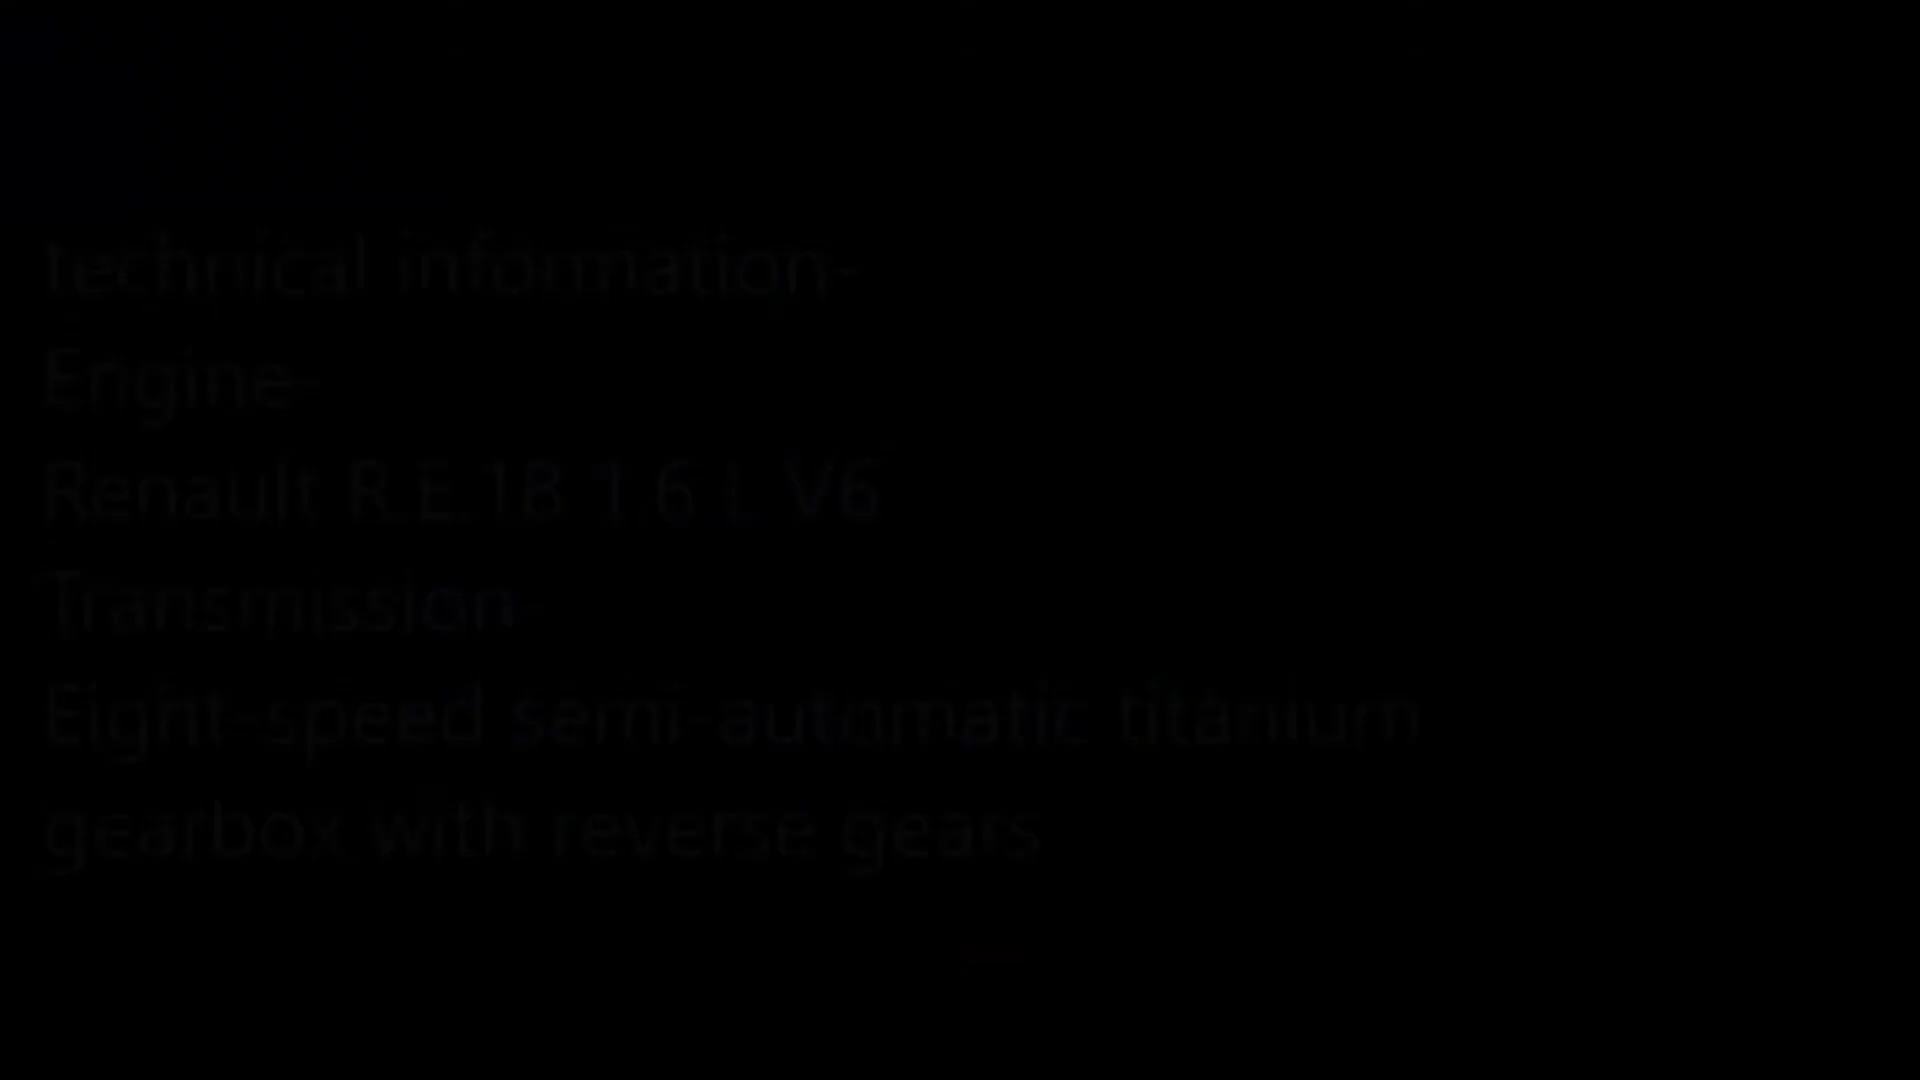 technical information-
Engine-
Renault R.E.18 1.6 L V6
Transmission-
Eight-speed semi-automatic titanium
gearbox with reverse gears